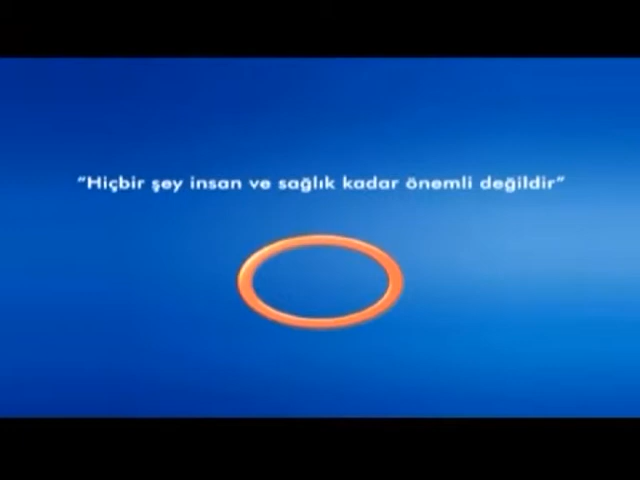 “Hiçbir şey insan ve sağlık kadar önemli değildir”